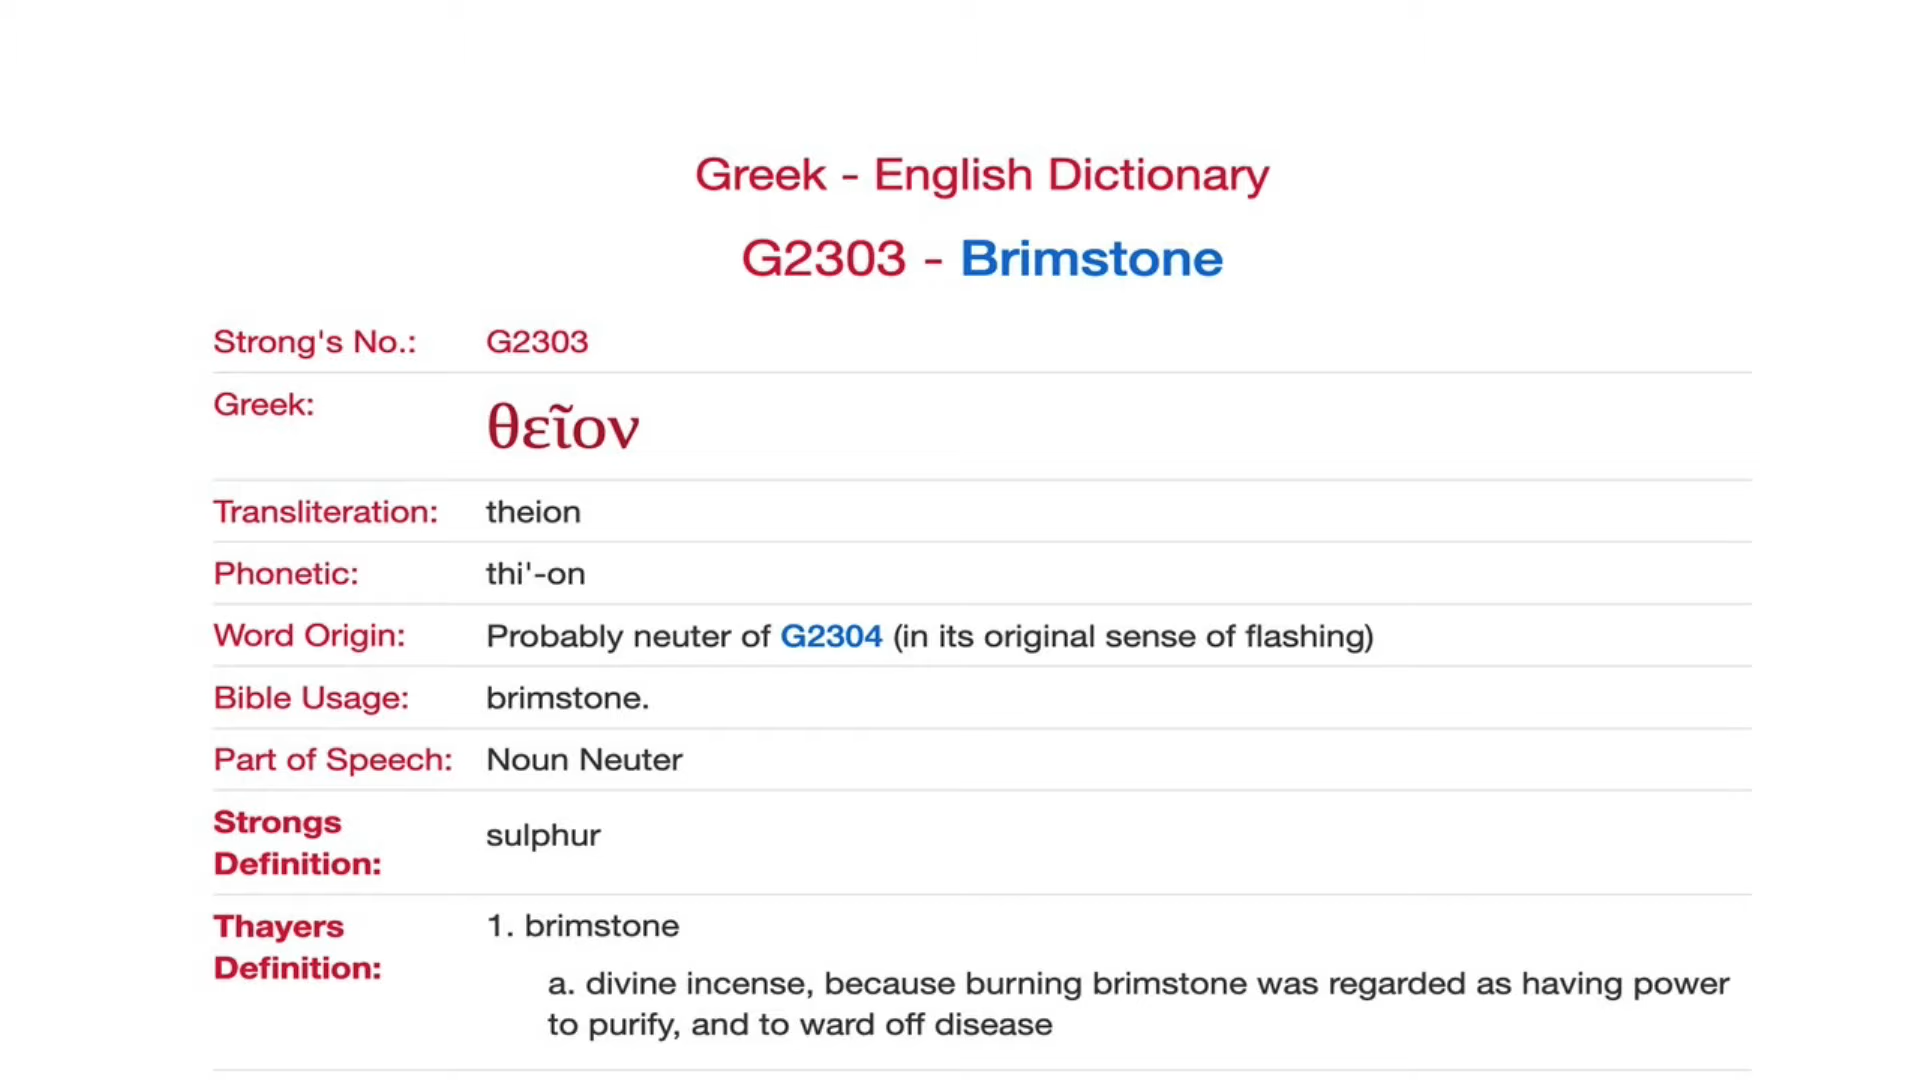 Greek - English Dictionary
G2303 - Brimstone
Strong's No.: G2303
Greek: θεῖον
Transliteration: theion
Phonetic: thi'-on
Word Origin: Probably neuter of G2304 (in its original sense of flashing)
Bible Usage: brimstone.
Part of Speech: Noun Neuter
Strongs
Definition:
sulphur
Thayers
Definition:
1. brimstone
a. divine incense, because burning brimstone was regarded as having power
to purify, and to ward off disease